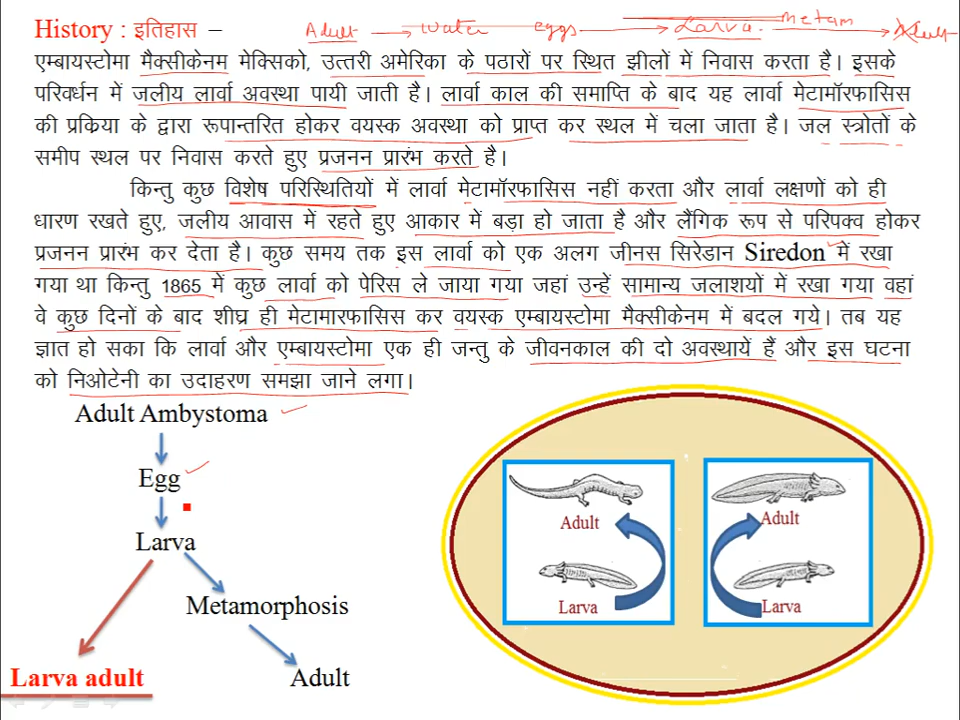 History : इतिहास –
Adult → water eggs → Larva. Metam → Adult
एम्बायस्टोमा मैक्सीकेनम मेक्सिको, उत्तरी अमेरिका के पठारों पर स्थित झीलों में निवास करता है। इसके
परिवर्धन में जलीय लार्वा अवस्था पायी जाती है। लार्वा काल की समाप्ति के बाद यह लार्वा मेटामॉरफासिस
की प्रक्रिया के द्वारा रूपान्तरित होकर वयस्क अवस्था को प्राप्त कर स्थल में चला जाता है। जल स्त्रोतों के
समीप स्थल पर निवास करते हुए प्रजनन प्रारंभ करते है।
किन्तु कुछ विशेष परिस्थितियों में लार्वा मेटामॉरफासिस नहीं करता और लार्वा लक्षणों को ही
धारण रखते हुए, जलीय आवास में रहते हुए आकार में बड़ा हो जाता है और लैंगिक रूप से परिपक्व होकर
प्रजनन प्रारंभ कर देता है। कुछ समय तक इस लार्वा को एक अलग जीनस सिरेडान Siredon में रखा
गया था किन्तु 1865 में कुछ लार्वा को पेरिस ले जाया गया जहां उन्हें सामान्य जलाशयों में रखा गया वहां
वे कुछ दिनों के बाद शीघ्र ही मेटामारफासिस कर वयस्क एम्बायस्टोमा मैक्सीकेनम में बदल गये। तब यह
ज्ञात हो सका कि लार्वा और एम्बायस्टोमा एक ही जन्तु के जीवनकाल की दो अवस्थायें हैं और इस घटना
को निओटेनी का उदाहरण समझा जाने लगा।
Adult Ambystoma
Egg
Larva
Metamorphosis
Larva adult
Adult
Adult
Larva
Adult
Larva